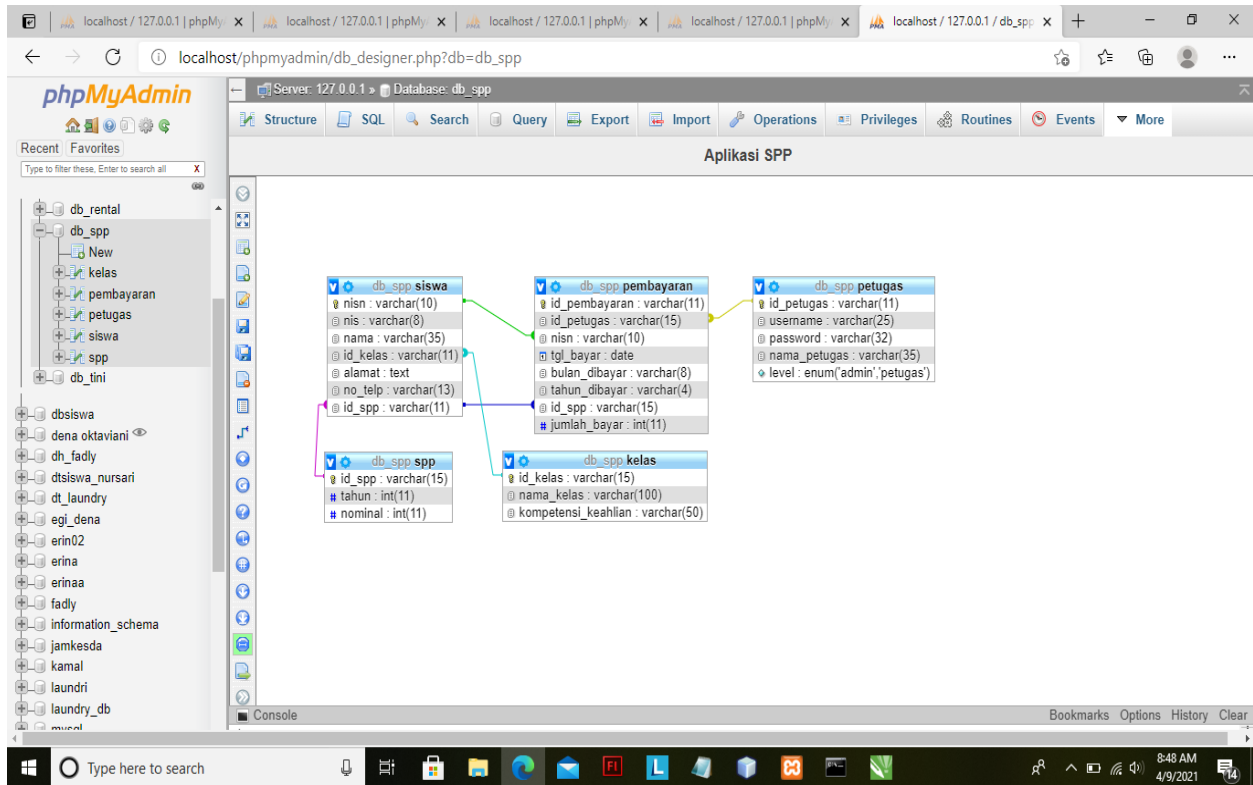 localhost / 127.0.0.1 | phpMy
localhost / 127.0.0.1 | phpMy
localhost / 127.0.0.1 | phpMy
localhost / 127.0.0.1 | phpMy
localhost / 127.0.0.1 / db_spp
localhost/phpmyadmin/db_designer.php?db=db_spp
phpMyAdmin
Recent Favorites
Type to filter these, Enter to search all X
db_rental
db_spp
New
kelas
pembayaran
petugas
siswa
spp
db_tini
dbsiswa
dena oktaviani
dh_fadly
dtsiswa_nursari
dt_laundry
egi_dena
erin02
erina
erinaa
fadly
information_schema
jamkesda
kamal
laundri
laundry_db
mysql
Server: 127.0.0.1 » Database: db_spp
Structure SQL Search Query Export Import Operations Privileges Routines Events More
Aplikasi SPP
db_spp siswa
nisn : varchar(10)
nis : varchar(8)
nama : varchar(35)
id_kelas : varchar(11)
alamat : text
no_telp : varchar(13)
id_spp : varchar(11)
db_spp pembayaran
id_pembayaran : varchar(11)
id_petugas : varchar(15)
nisn : varchar(10)
tgl_bayar : date
bulan_dibayar : varchar(8)
tahun_dibayar : varchar(4)
id_spp : varchar(15)
# jumlah_bayar : int(11)
db_spp petugas
id_petugas : varchar(11)
username : varchar(25)
password : varchar(32)
nama_petugas : varchar(35)
level : enum('admin','petugas')
db_spp spp
id_spp : varchar(15)
# tahun : int(11)
# nominal : int(11)
db_spp kelas
id_kelas : varchar(15)
nama_kelas : varchar(100)
kompetensi_keahlian : varchar(50)
Console
Bookmarks Options History Clear
Type here to search
8:48 AM
4/9/2021
14